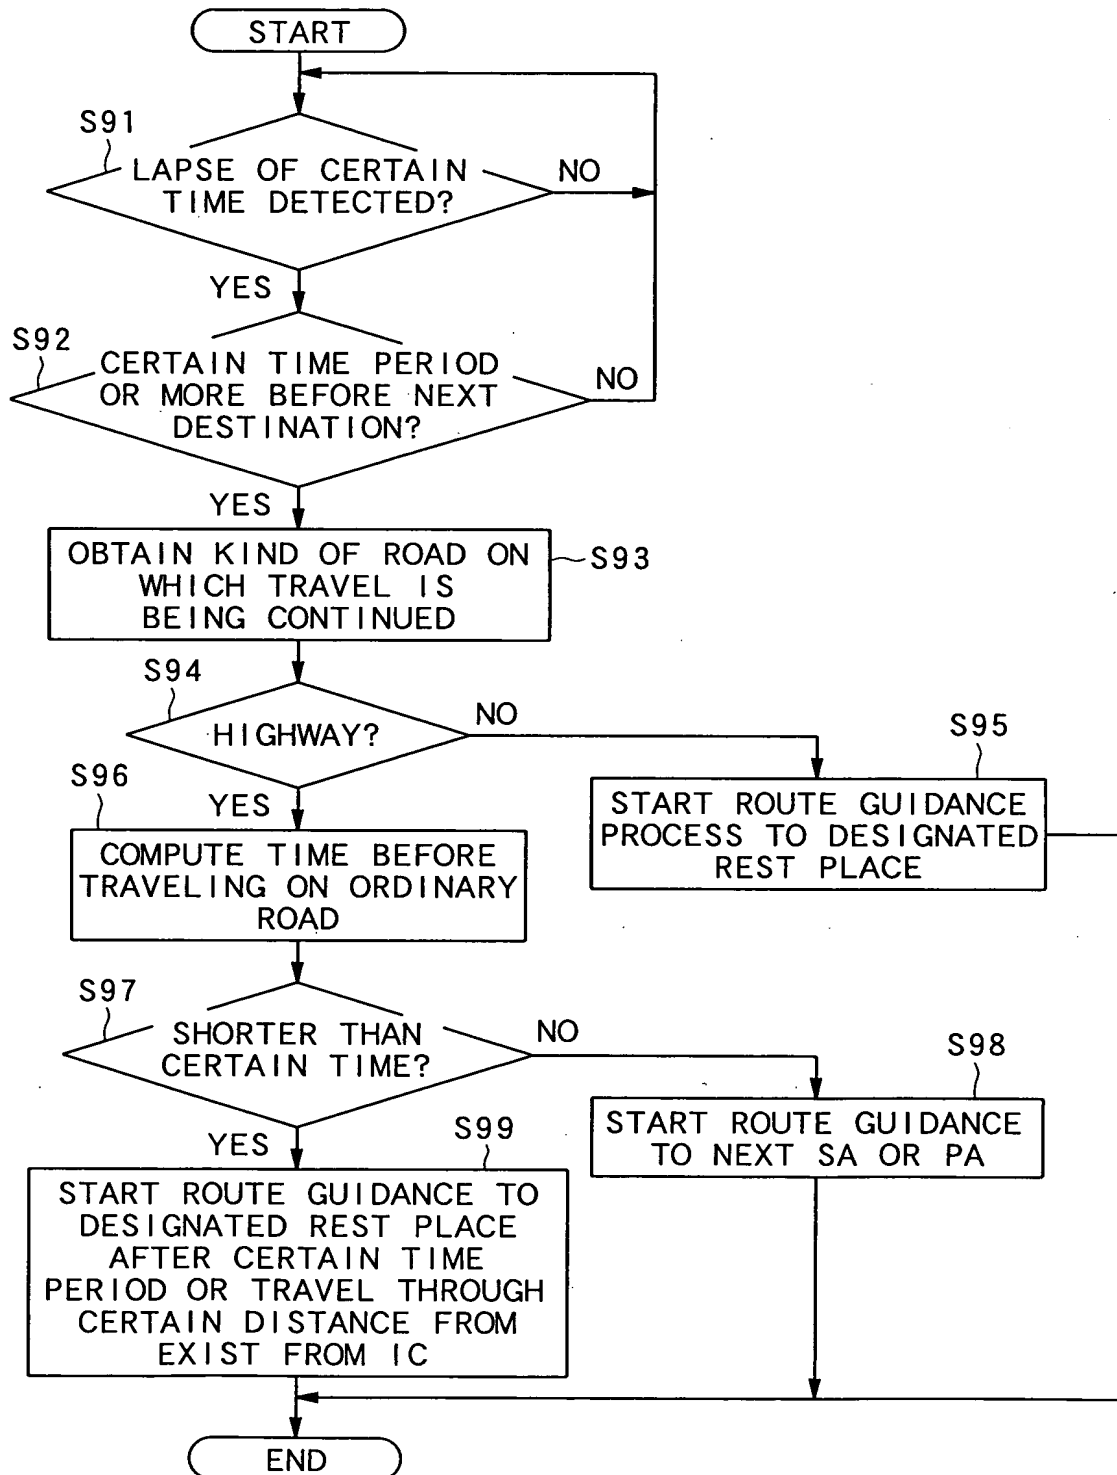 START
S91
LAPSE OF CERTAIN
TIME DETECTED?
NO
YES
S92
CERTAIN TIME PERIOD
OR MORE BEFORE NEXT
DESTINATION?
NO
YES
OBTAIN KIND OF ROAD ON
WHICH TRAVEL IS
BEING CONTINUED
S93
S94
HIGHWAY?
NO
YES
S95
START ROUTE GUIDANCE
PROCESS TO DESIGNATED
REST PLACE
S96
COMPUTE TIME BEFORE
TRAVELING ON ORDINARY
ROAD
S97
SHORTER THAN
CERTAIN TIME?
NO
YES
S98
START ROUTE GUIDANCE
TO NEXT SA OR PA
S99
START ROUTE GUIDANCE TO
DESIGNATED REST PLACE
AFTER CERTAIN TIME
PERIOD OR TRAVEL THROUGH
CERTAIN DISTANCE FROM
EXIST FROM IC
END